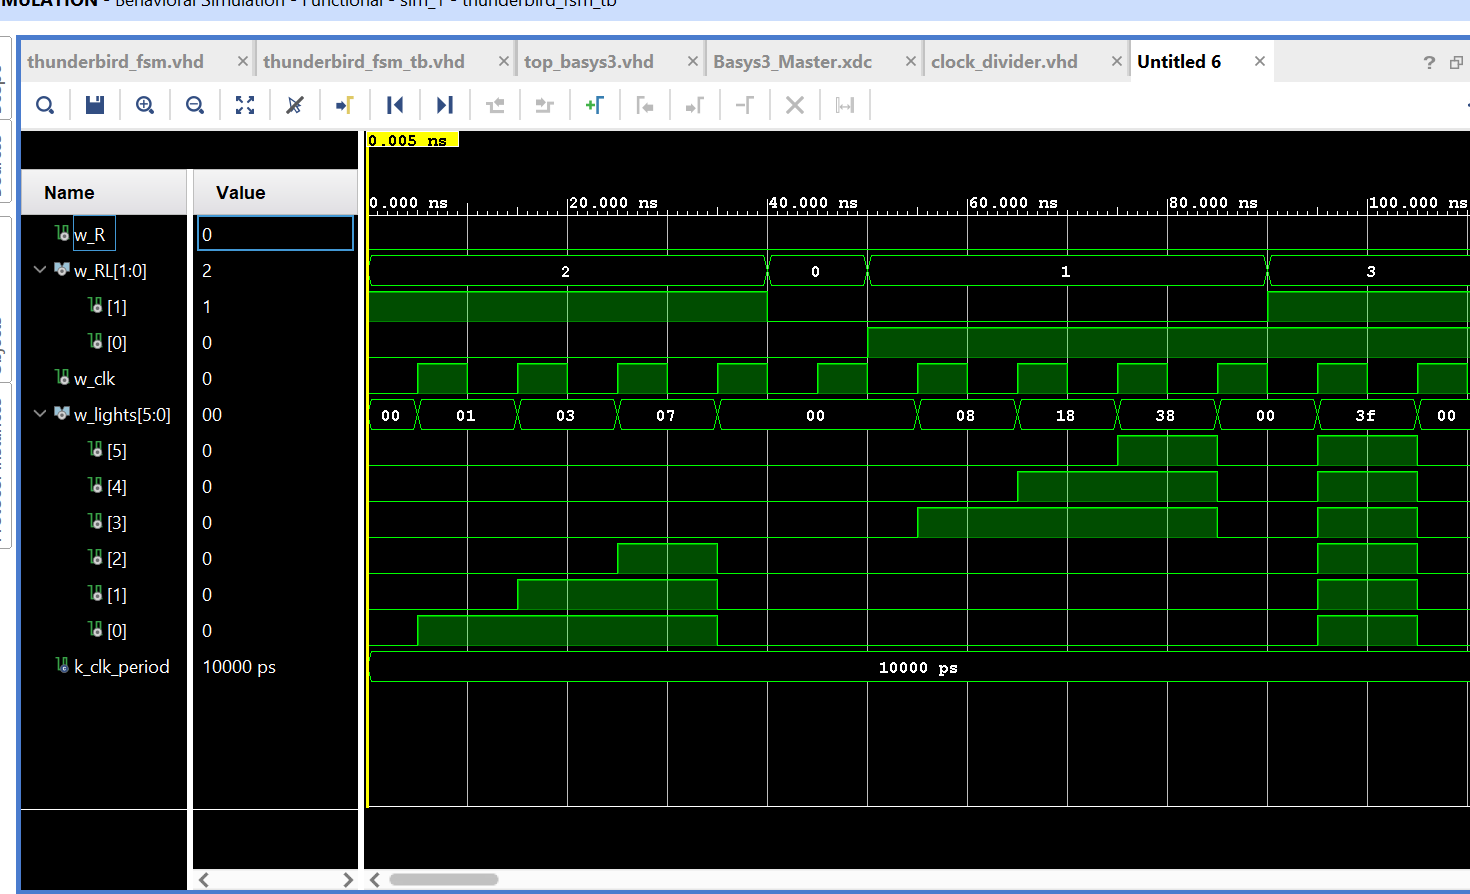 MULATION - Behavioral Simulation - Functional - sim_1 - thunderbird_fsm_tb
thunderbird_fsm.vhd × thunderbird_fsm_tb.vhd × top_basys3.vhd × Basys3_Master.xdc × clock_divider.vhd × Untitled 6 × ?
0.005 ns
Name Value
0.000 ns 20.000 ns 40.000 ns 60.000 ns 80.000 ns 100.000 ns
w_R 0
w_RL[1:0] 2 2 0 1 3
[1] 1
[0] 0
w_clk 0
w_lights[5:0] 00 00 01 03 07 00 08 18 38 00 3f 00
[5] 0
[4] 0
[3] 0
[2] 0
[1] 0
[0] 0
k_clk_period 10000 ps 10000 ps